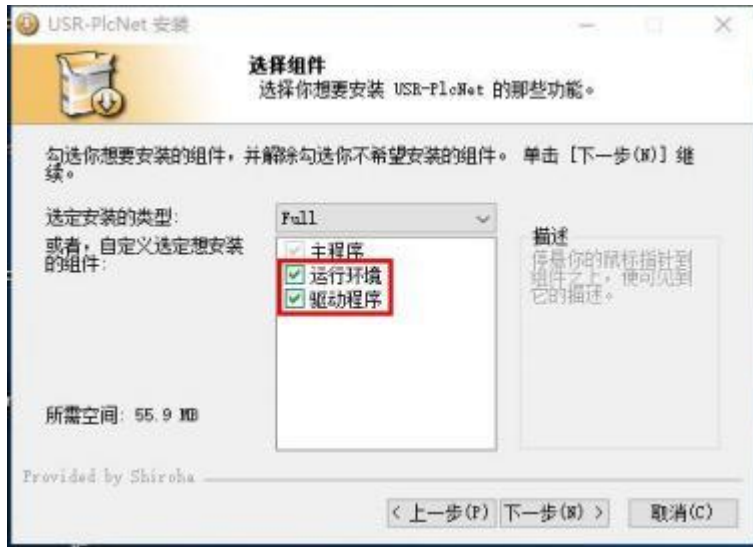 USR-PlcNet 安装
选择组件
选择你想要安装 USR-PlcNet 的那些功能。
勾选你想要安装的组件，并解除勾选你不希望安装的组件。 单击 [下一步(N)] 继
续。
选定安装的类型:
Full
或者，自定义选定想安装
的组件:
主程序
运行环境
驱动程序
描述
停悬你的鼠标指针到
组件之上，便可见到
它的描述。
所需空间: 55.9 MB
Provided by Shiroha
< 上一步(P)
下一步(N) >
取消(C)